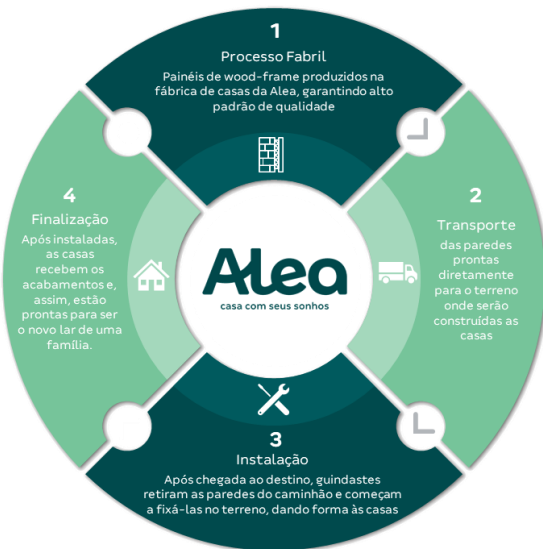 1
Processo Fabril
Painéis de wood-frame produzidos na
fábrica de casas da Alea, garantindo alto
padrão de qualidade
2
Transporte
das paredes
prontas
diretamente
para o terreno
onde serão
construídas as
casas
3
Instalação
Após chegada ao destino, guindastes
retiram as paredes do caminhão e começam
a fixá-las no terreno, dando forma às casas
4
Finalização
Após instaladas,
as casas
recebem os
acabamentos e,
assim, estão
prontas para ser
o novo lar de uma
família.
Alea
casa com seus sonhos